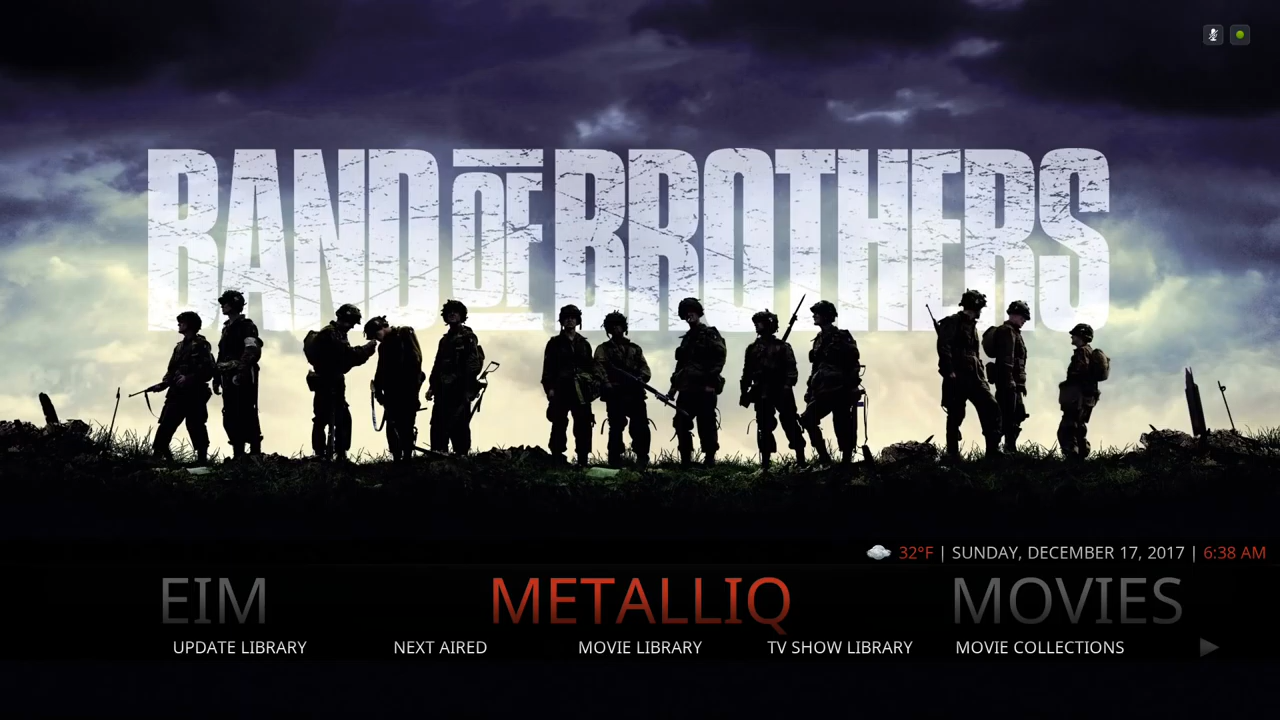 BAND OF BROTHERS
32°F | SUNDAY, DECEMBER 17, 2017 | 6:38 AM
EIM METALLIQ MOVIES
UPDATE LIBRARY NEXT AIRED MOVIE LIBRARY TV SHOW LIBRARY MOVIE COLLECTIONS